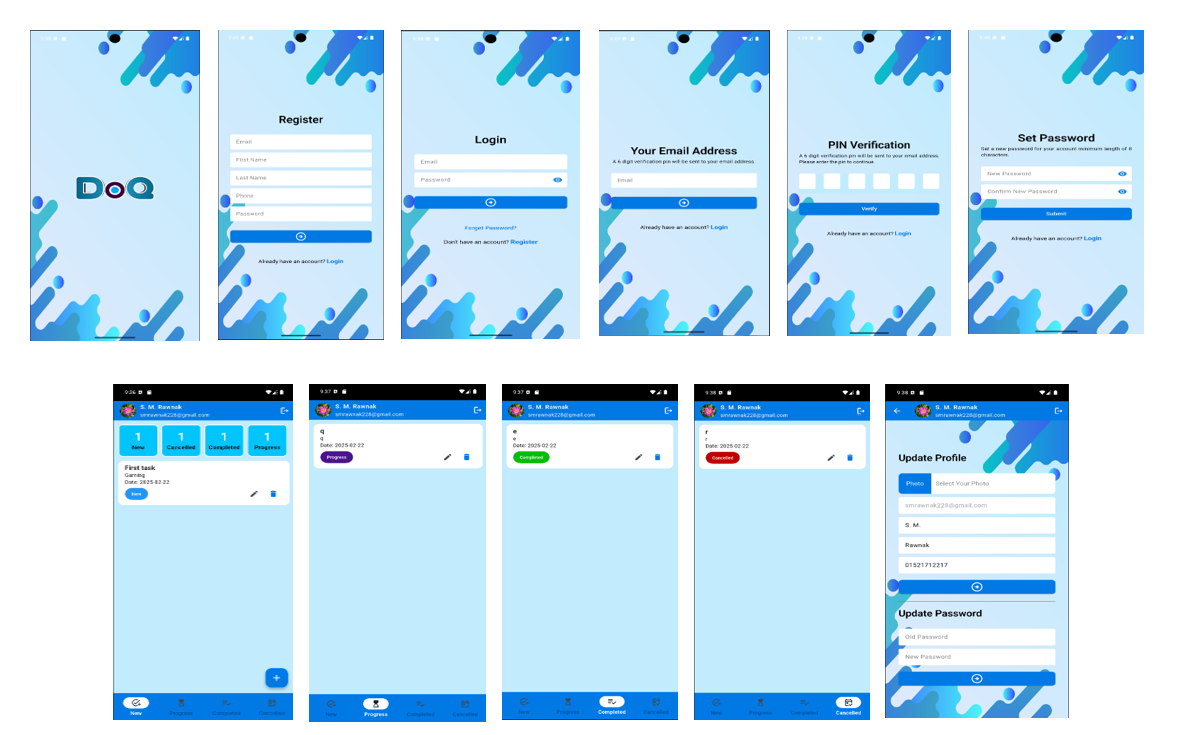 DoQ
Register
Email
First Name
Last Name
Phone
Password
Already have an account? Login
Login
Email
Password
Forget Password?
Don't have an account? Register
Your Email Address
A 6 digit verification pin will be sent to your email address.
Email
Already have an account? Login
PIN Verification
A 6 digit verification pin will be sent to your email address.
Please enter the pin to continue.
Verify
Already have an account? Login
Set Password
Set a new password for your account minimum length of 8
characters.
New Password
Confirm New Password
Submit
Already have an account? Login
9:36
S. M. Rawnak
smrawnak228@gmail.com
1 1 1 1
New Cancelled Completed Progress
First task
Gaming
Date: 2025-02-22
New
New Progress Completed Cancelled
9:37
S. M. Rawnak
smrawnak228@gmail.com
q
q
Date: 2025-02-22
Progress
New Progress Completed Cancelled
9:37
S. M. Rawnak
smrawnak228@gmail.com
e
e
Date: 2025-02-22
Completed
New Progress Completed Cancelled
9:38
S. M. Rawnak
smrawnak228@gmail.com
r
r
Date: 2025-02-22
Cancelled
New Progress Completed Cancelled
9:38
S. M. Rawnak
smrawnak228@gmail.com
Update Profile
Photo Select Your Photo
smrawnak228@gmail.com
S. M.
Rawnak
01521712217
Update Password
Old Password
New Password